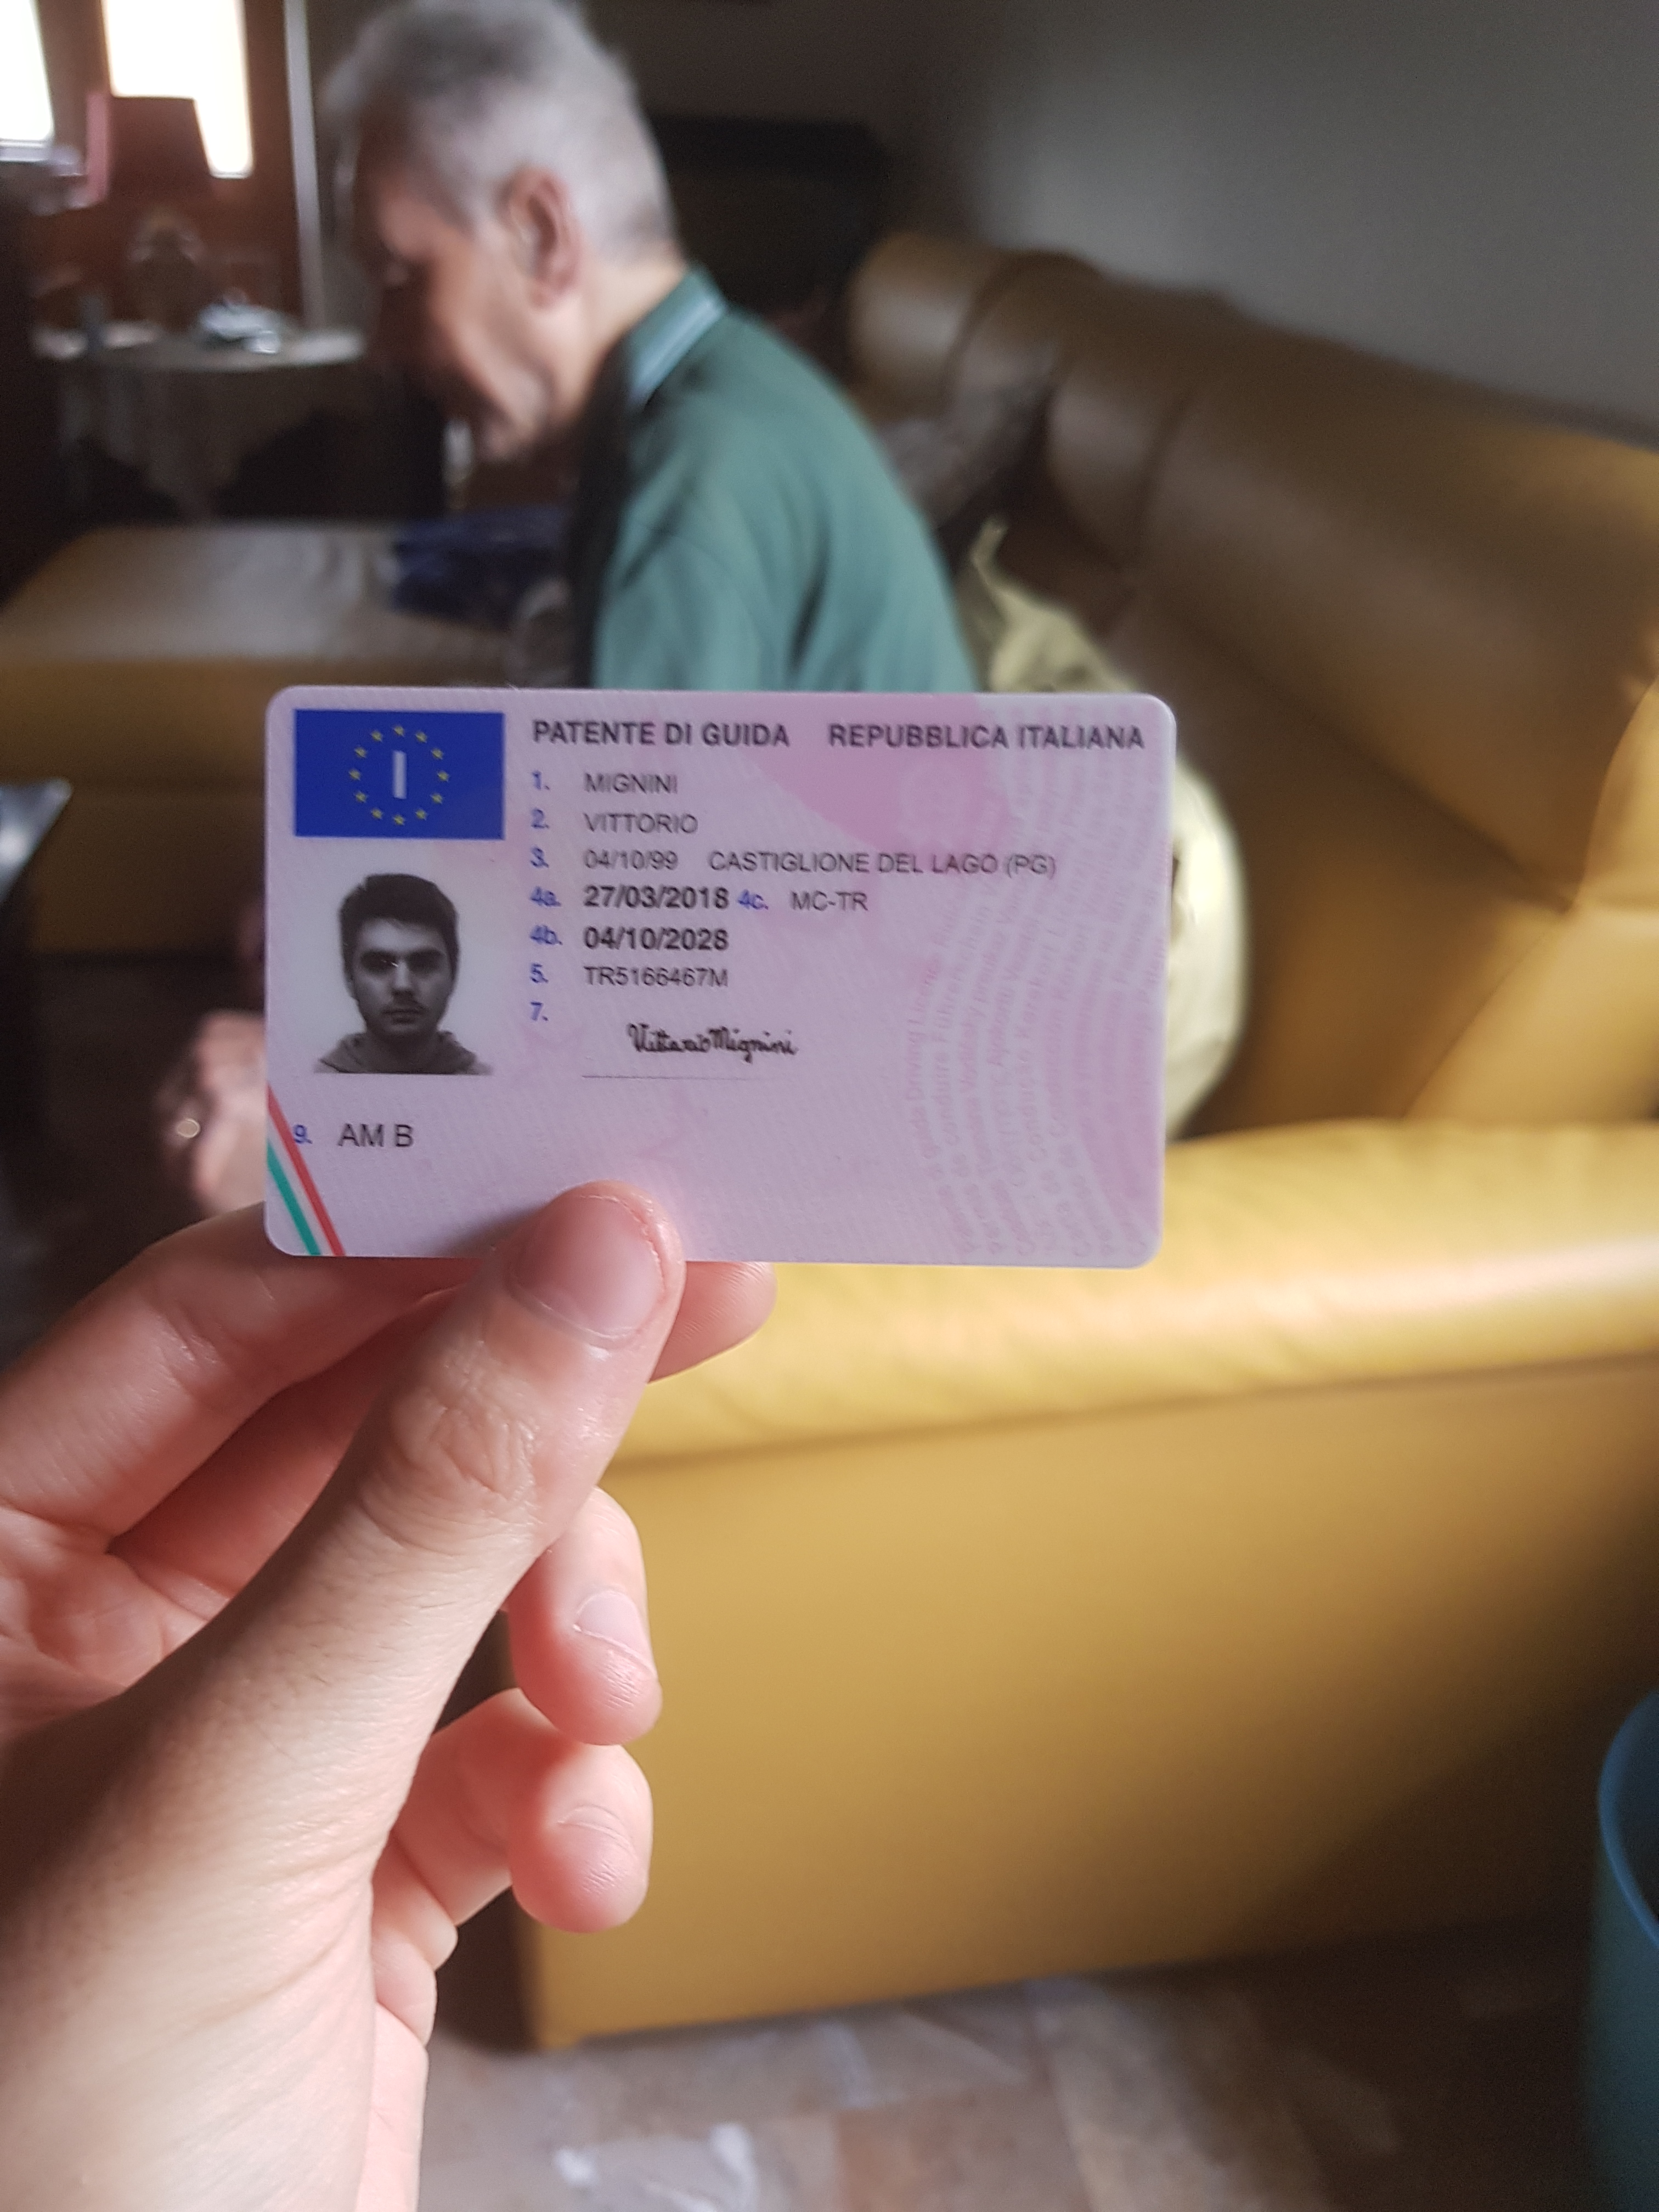 I
PATENTE DI GUIDA REPUBBLICA ITALIANA
1. MIGNINI
2. VITTORIO
3. 04/10/99 CASTIGLIONE DEL LAGO (PG)
4a. 27/03/2018 4c. MC-TR
4b. 04/10/2028
5. TR5166467M
7. Vittorio Mignini
9. AM B